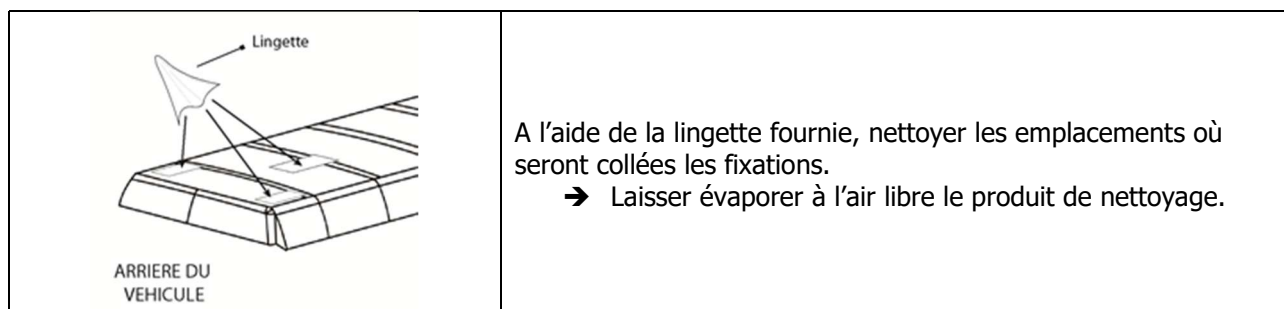 Lingette
ARRIERE DU
VEHICULE
A l’aide de la lingette fournie, nettoyer les emplacements où
seront collées les fixations.
➔ Laisser évaporer à l’air libre le produit de nettoyage.